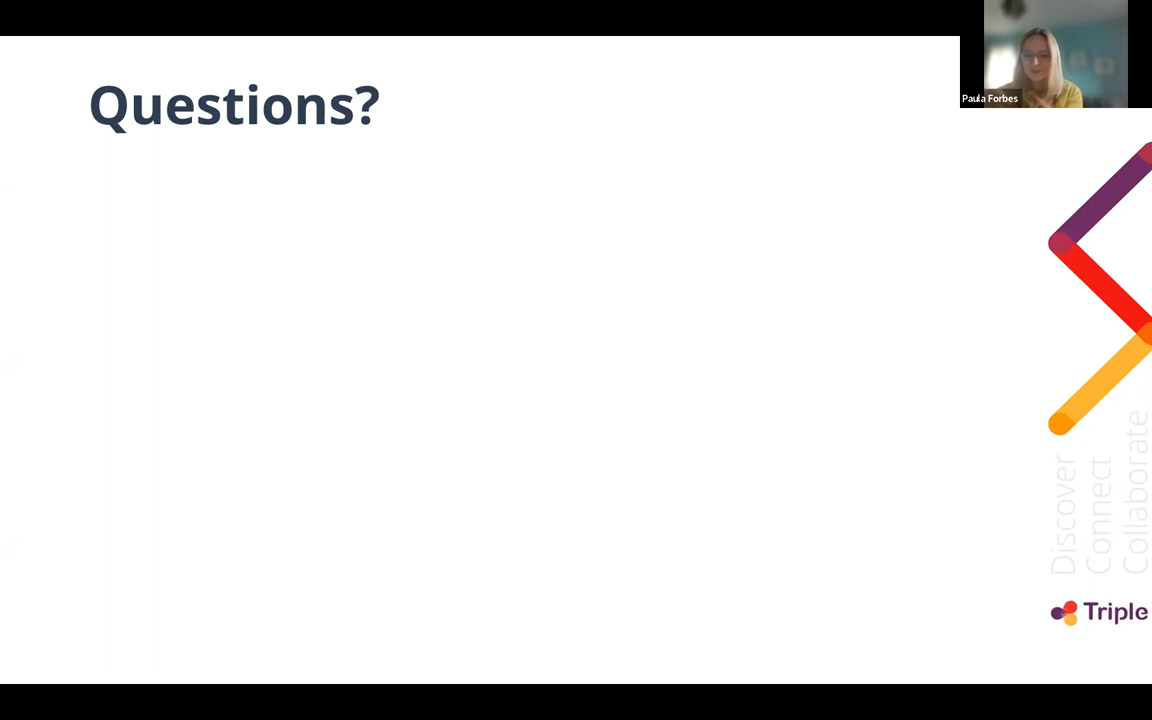 Questions?
Paula Forbes
Discover
Connect
Collaborate
Triple